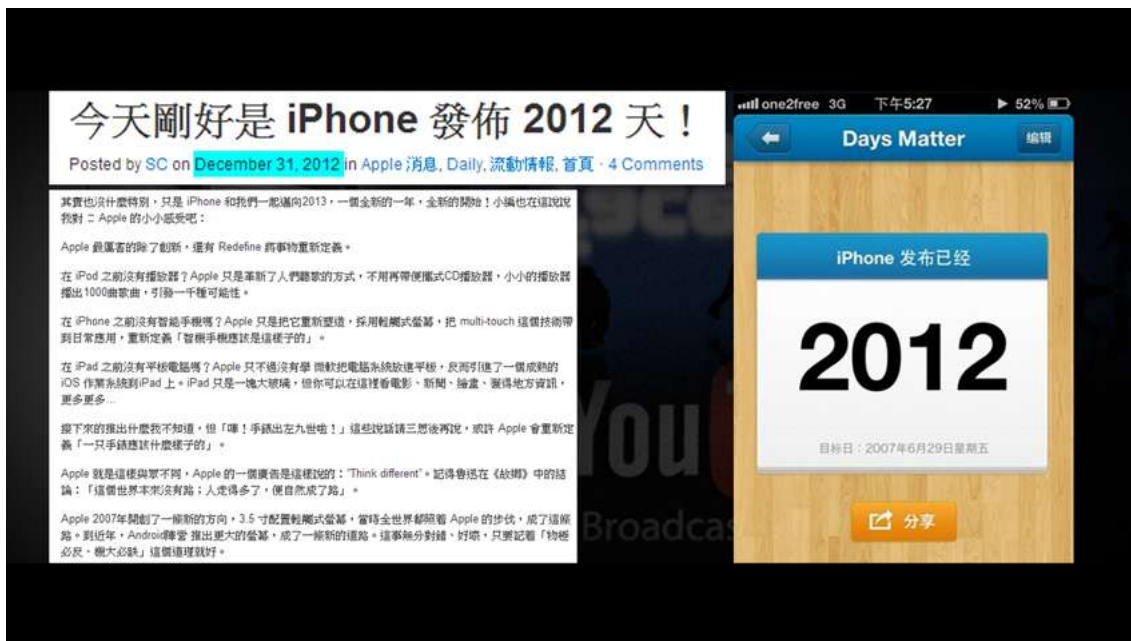 今天剛好是 iPhone 發佈 2012 天！
Posted by SC on December 31, 2012 in Apple 消息, Daily, 流動情報, 首頁 · 4 Comments
其實也沒什麼特別，只是 iPhone 和我們一起邁向2013，一個全新的一年，全新的開始！小編也在這說說
我對 Apple 的小小感受吧：
Apple 最厲害的除了創新，還有 Redefine 將事物重新定義。
在 iPod 之前沒有播放器？Apple 只是革新了人們聽歌的方式，不用再帶便攜式CD播放器，小小的播放器
播出1000曲歌曲，引發一千種可能性。
在 iPhone 之前沒有智能手機嗎？Apple 只是把它重新塑造，採用輕觸式螢幕，把 multi-touch 這個技術帶
到日常應用，重新定義「智機手機應該是這樣子的」。
在 iPad 之前沒有平板電腦嗎？Apple 只不過沒有學 微軟把電腦系統放進平板，反而引進了一個成熟的
iOS 作業系統到iPad 上。iPad 只是一塊大玻璃，但你可以在這裡看電影、新聞、繪畫、獲得地方資訊，
更多更多...
接下來的推出什麼我不知道，但「嘩！手錶出左九世啦！」這些說話請三思後再說，或許 Apple 會重新定
義「一只手錶應該什麼樣子的」。
Apple 就是這樣與眾不同，Apple 的一個廣告是這樣說的："Think different"。記得魯迅在《故鄉》中的結
論：「這個世界本來沒有路；人走得多了，便自然成了路」。
Apple 2007年開創了一條新的方向，3.5 寸配置輕觸式螢幕，當時全世界都照着 Apple 的步伐，成了這條
路。到近年，Android陣營 推出更大的螢幕，成了一條新的道路。這事無分對錯、好壞，只要記着「物極
必反、機大必缺」這個道理就好。
You
Broadcas
one2free 3G 下午5:27 52%
Days Matter
编辑
iPhone 发布已经
2012
目标日：2007年6月29日星期五
分享